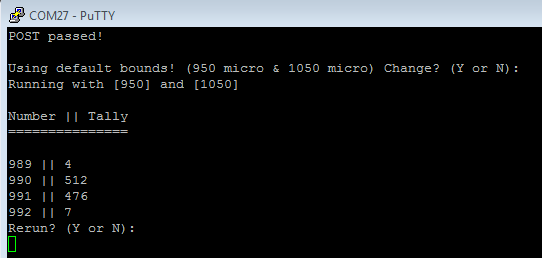 COM27 - PuTTY
POST passed!
Using default bounds! (950 micro & 1050 micro) Change? (Y or N):
Running with [950] and [1050]
Number || Tally
===============
989 || 4
990 || 512
991 || 476
992 || 7
Rerun? (Y or N):